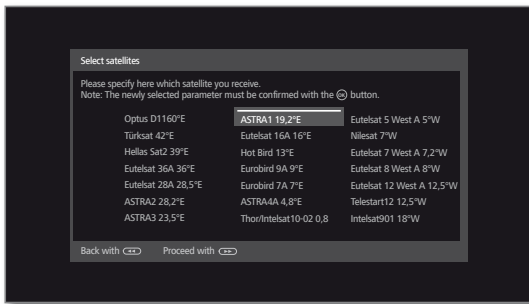 Select satellites
Please specify here which satellite you receive.
Note: The newly selected parameter must be confirmed with the OK button.
Optus D1160°E ASTRA1 19,2°E Eutelsat 5 West A 5°W
Türksat 42°E Eutelsat 16A 16°E Nilesat 7°W
Hellas Sat2 39°E Hot Bird 13°E Eutelsat 7 West A 7,2°W
Eutelsat 36A 36°E Eurobird 9A 9°E Eutelsat 8 West A 8°W
Eutelsat 28A 28,5°E Eurobird 7A 7°E Eutelsat 12 West A 12,5°W
ASTRA2 28,2°E ASTRA4A 4,8°E Telestart12 12,5°W
ASTRA3 23,5°E Thor/Intelsat10-02 0,8 Intelsat901 18°W
Back with Proceed with